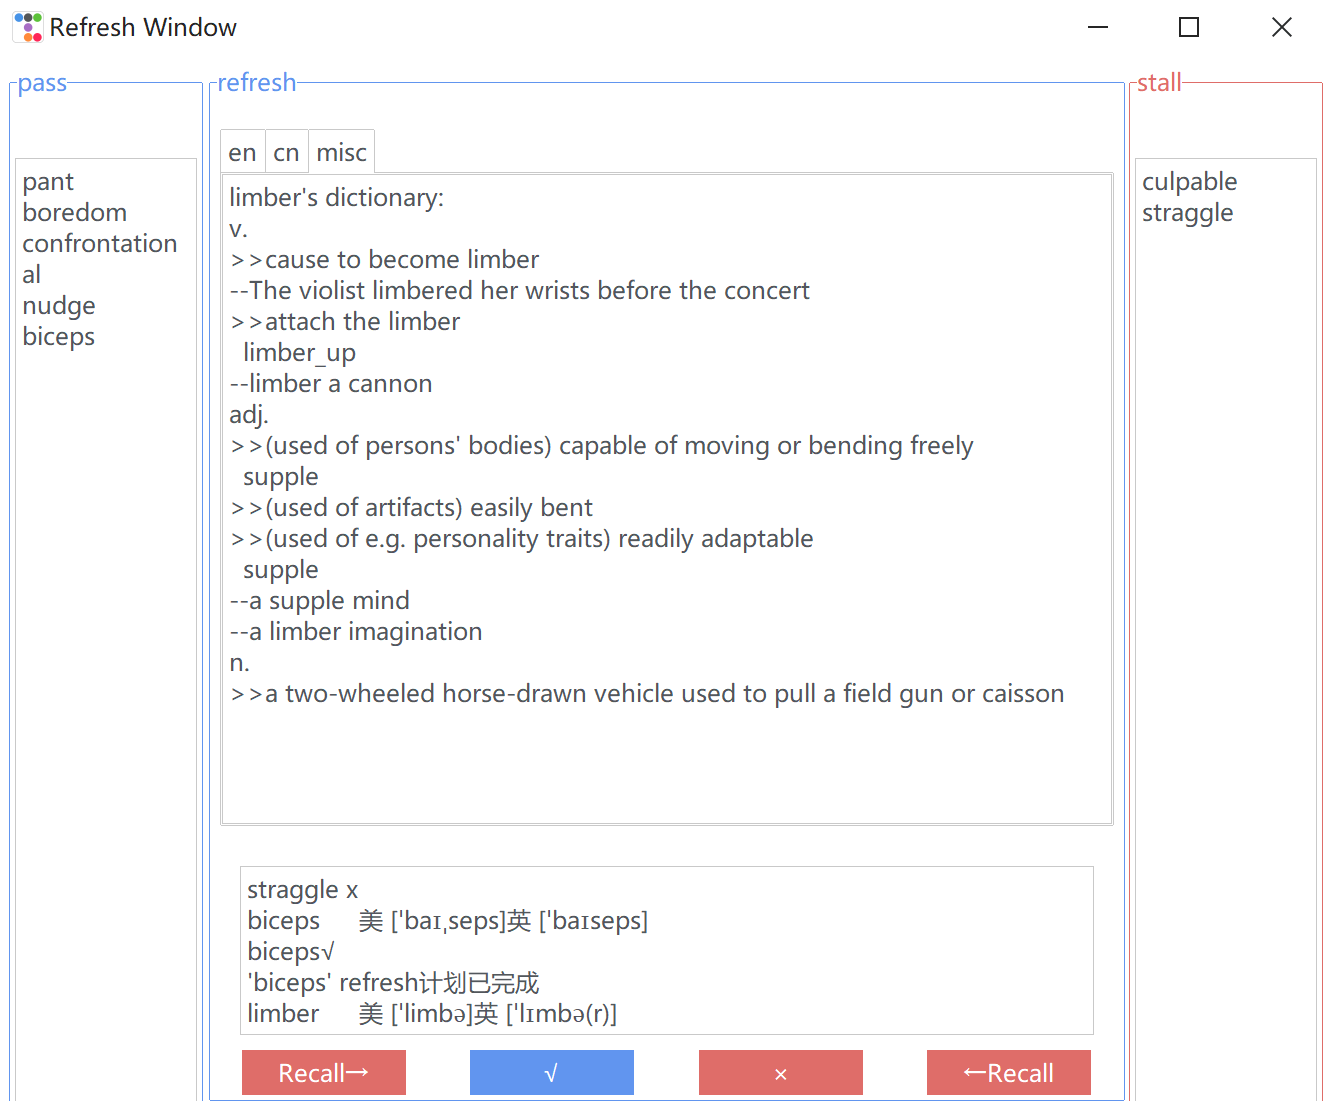 Refresh Window
pass
refresh
stall
pant
boredom
confrontation
al
nudge
biceps
en cn misc
limber's dictionary:
v.
>>cause to become limber
--The violist limbered her wrists before the concert
>>attach the limber
limber_up
--limber a cannon
adj.
>>(used of persons' bodies) capable of moving or bending freely
supple
>>(used of artifacts) easily bent
>>(used of e.g. personality traits) readily adaptable
supple
--a supple mind
--a limber imagination
n.
>>a two-wheeled horse-drawn vehicle used to pull a field gun or caisson
straggle x
biceps 美 ['baɪˌseps]英 ['baɪseps]
biceps√
'biceps' refresh计划已完成
limber 美 ['limbə]英 ['lɪmbə(r)]
Recall→ √ × ←Recall
culpable
straggle